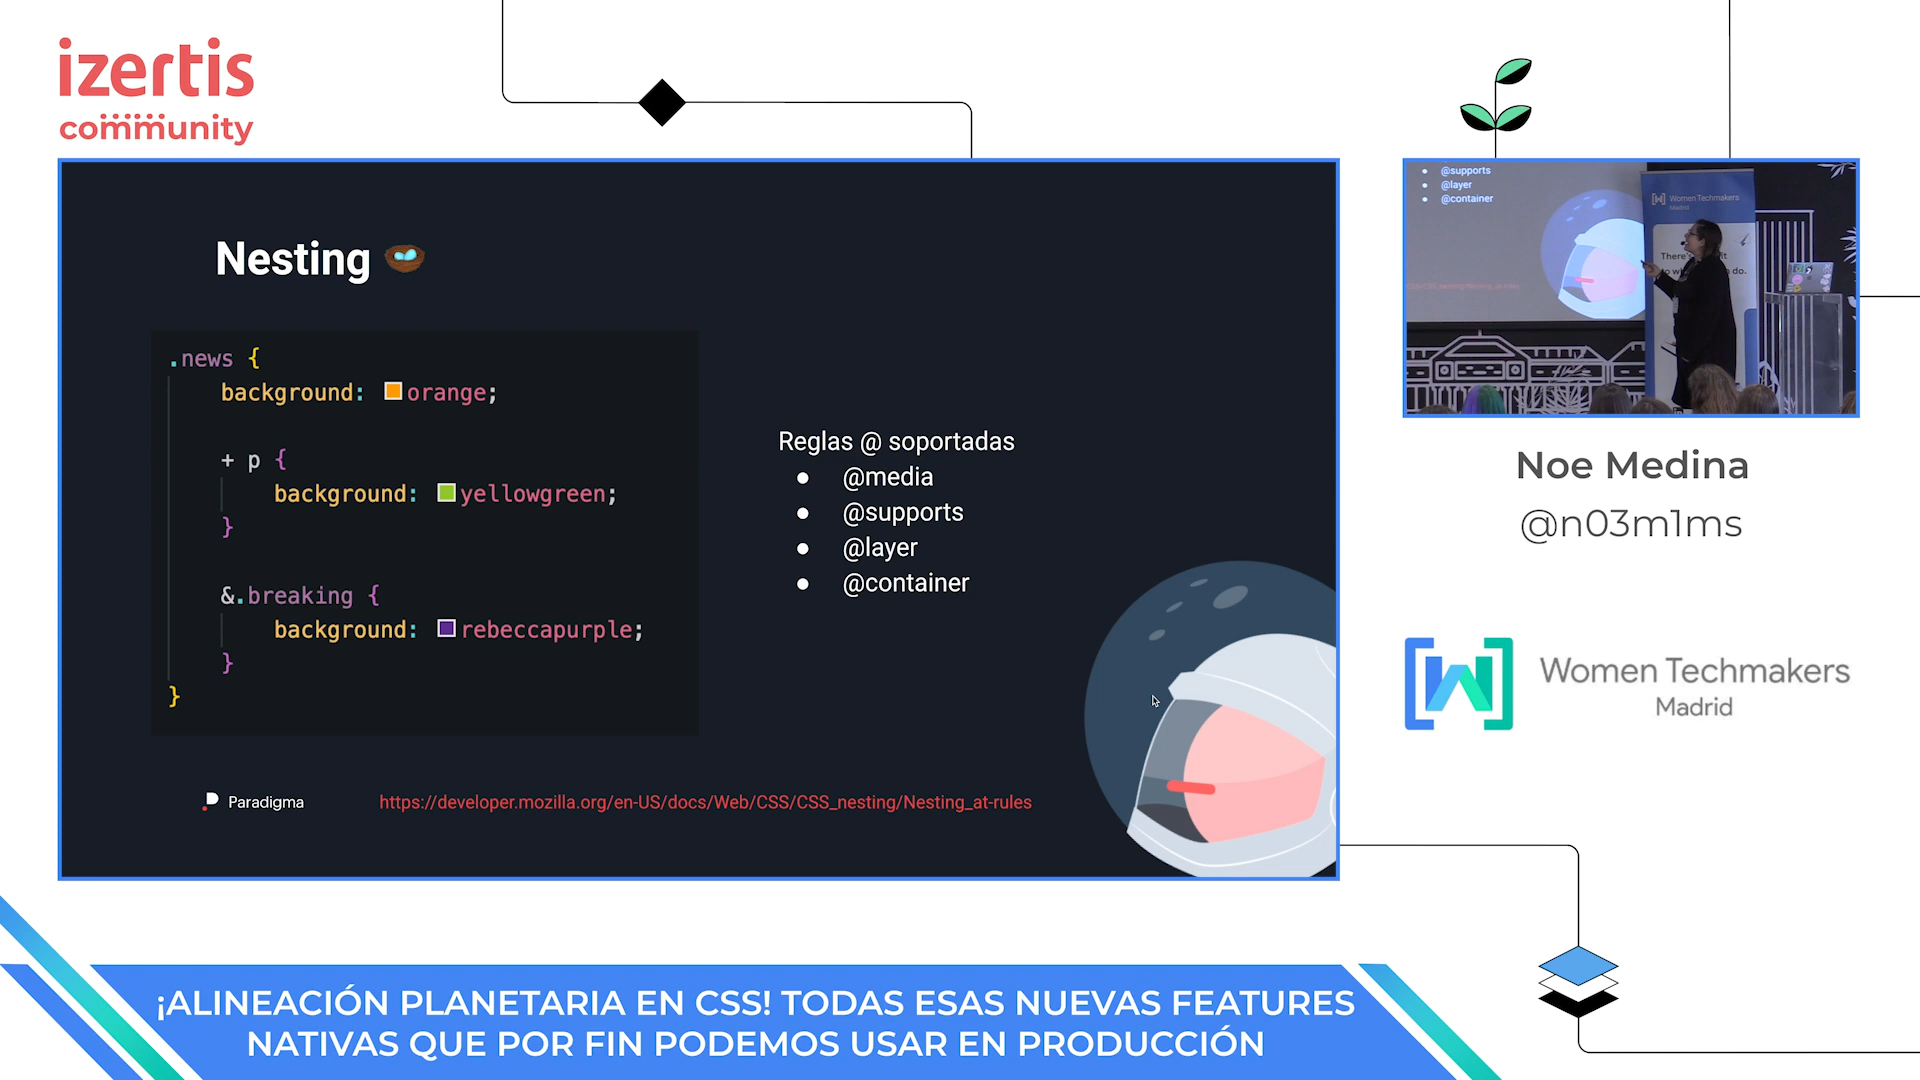 izertis
community
Nesting
.news {
background: orange;
+ p {
background: yellowgreen;
}
&.breaking {
background: rebeccapurple;
}
}
Reglas @ soportadas
@media
@supports
@layer
@container
Paradigma
https://developer.mozilla.org/en-US/docs/Web/CSS/CSS_nesting/Nesting_at-rules
@supports
@layer
@container
Women Techmakers
Madrid
Noe Medina
@n03m1ms
Women Techmakers
Madrid
¡ALINEACIÓN PLANETARIA EN CSS! TODAS ESAS NUEVAS FEATURES
NATIVAS QUE POR FIN PODEMOS USAR EN PRODUCCIÓN